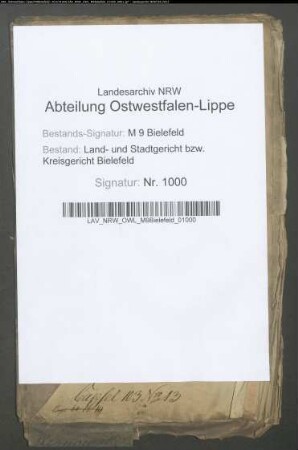 Landesarchiv NRW
Abteilung Ostwestfalen-Lippe
Bestands-Signatur: M 9 Bielefeld
Bestand: Land- und Stadtgericht bzw.
Kreisgericht Bielefeld
Signatur: Nr. 1000
LAV_NRW_OWL_M9Bielefeld_01000